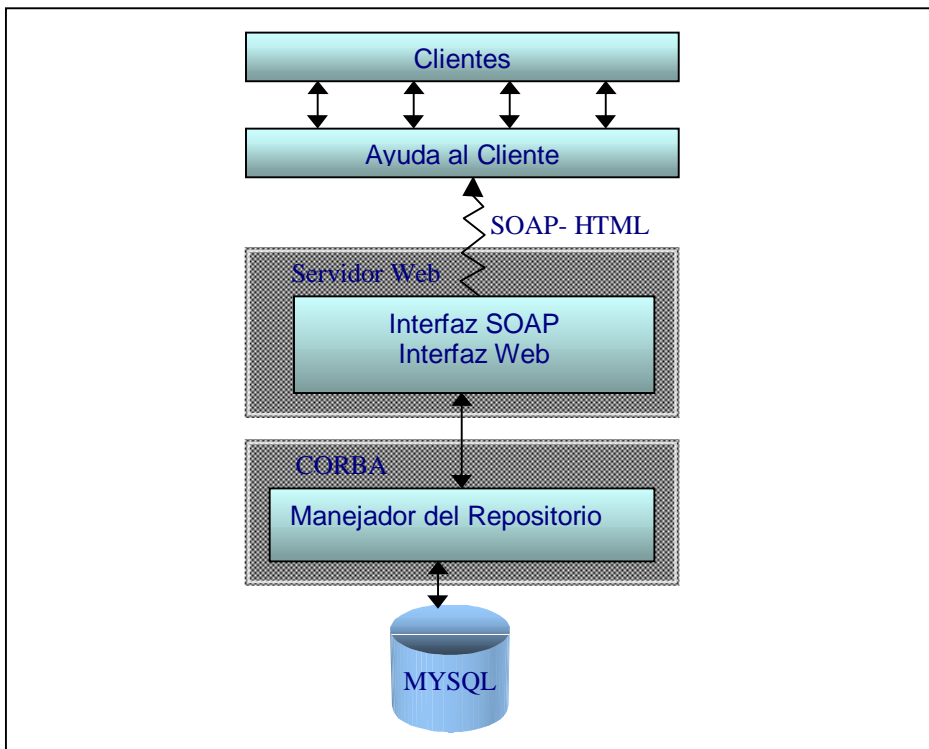 Clientes
Ayuda al Cliente
SOAP- HTML
Servidor Web
Interfaz SOAP
Interfaz Web
CORBA
Manejador del Repositorio
MYSQL